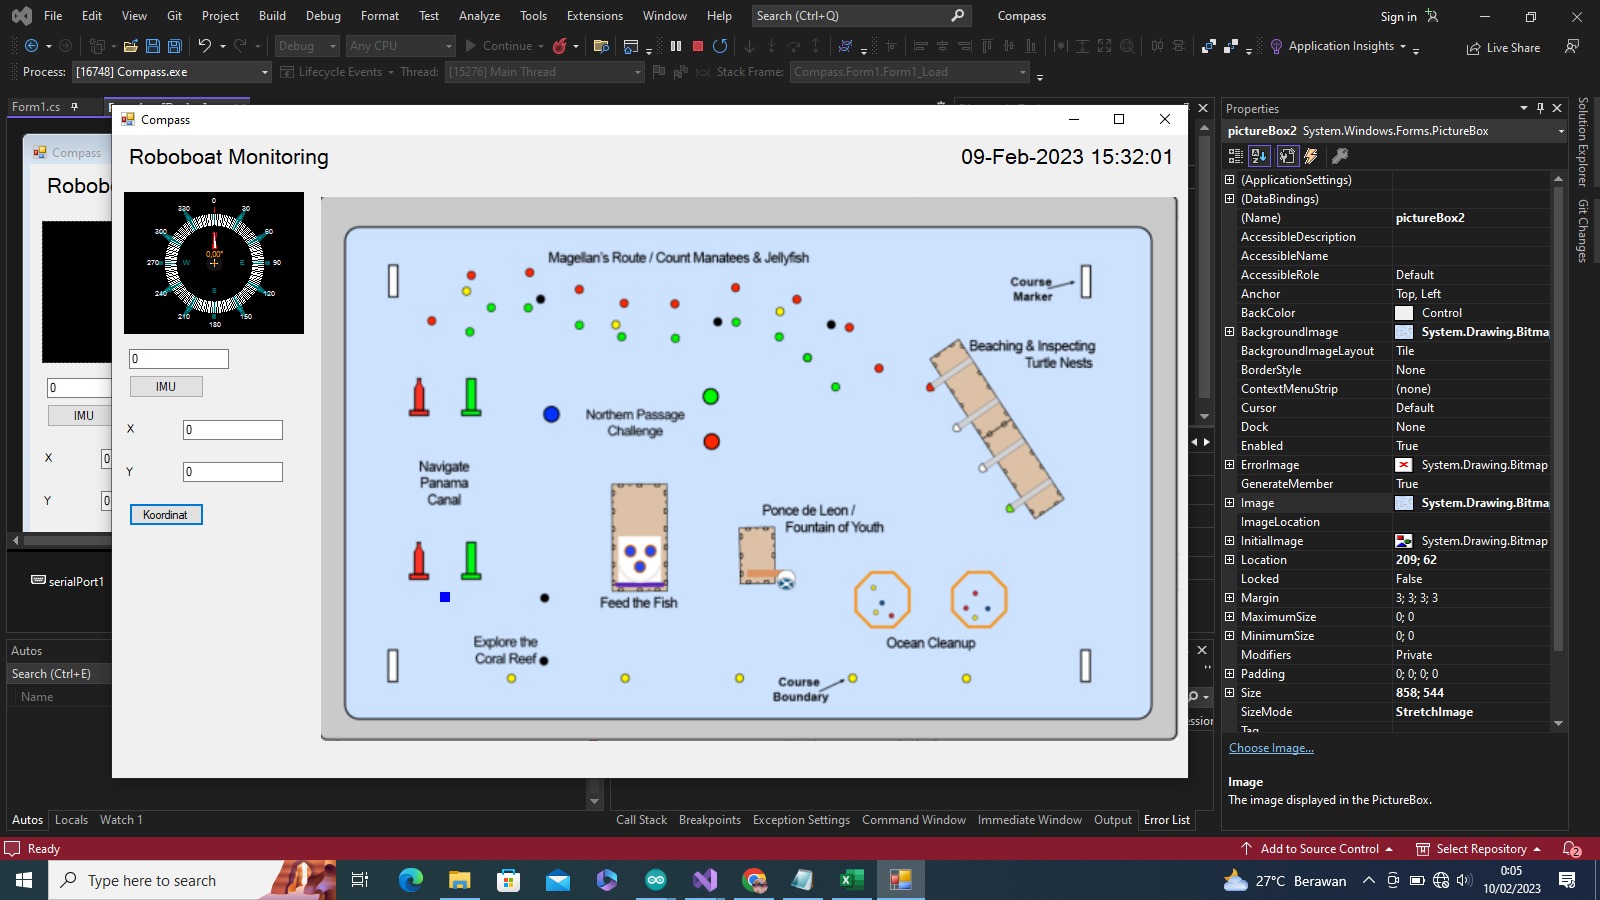 File Edit View Git Project Build Debug Format Test Analyze Tools Extensions Window Help Search (Ctrl+Q) Compass Sign in
Debug Any CPU Continue Application Insights Live Share
Process: [16748] Compass.exe Lifecycle Events Thread: [15276] Main Thread Stack Frame: Compass.Form1.Form1_Load
Form1.cs
Compass
Robob
0
IMU
X 0
Y 0
serialPort1
Compass
Roboboat Monitoring 09-Feb-2023 15:32:01
0
330 30
300 60
270 W E 90
240 120
210 S 150
180
0,00°
0
IMU
X 0
Y 0
Koordinat
Magellan's Route / Count Manatees & Jellyfish
Course
Marker
Beaching & Inspecting
Turtle Nests
Northern Passage
Challenge
Navigate
Panama
Canal
Ponce de Leon /
Fountain of Youth
Feed the Fish
Explore the
Coral Reef
Ocean Cleanup
Course
Boundary
Properties
pictureBox2 System.Windows.Forms.PictureBox
(ApplicationSettings)
(DataBindings)
(Name) pictureBox2
AccessibleDescription
AccessibleName
AccessibleRole Default
Anchor Top, Left
BackColor Control
BackgroundImage System.Drawing.Bitma
BackgroundImageLayout Tile
BorderStyle None
ContextMenuStrip (none)
Cursor Default
Dock None
Enabled True
ErrorImage System.Drawing.Bitmap
GenerateMember True
Image System.Drawing.Bitma
ImageLocation
InitialImage System.Drawing.Bitmap
Location 209; 62
Locked False
Margin 3; 3; 3; 3
MaximumSize 0; 0
MinimumSize 0; 0
Modifiers Private
Padding 0; 0; 0; 0
Size 858; 544
SizeMode StretchImage
Tag
Choose Image...
Image
The image displayed in the PictureBox.
Solution Explorer
Git Changes
Autos
Search (Ctrl+E)
Name
ession
Autos Locals Watch 1
Call Stack Breakpoints Exception Settings Command Window Immediate Window Output Error List
Ready Add to Source Control Select Repository 2
Type here to search 27°C Berawan 0:05
10/02/2023